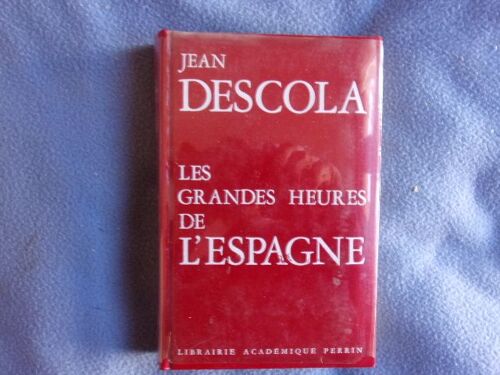 JEAN
DESCOLA
LES
GRANDES HEURES
DE
L'ESPAGNE
LIBRAIRIE ACADÉMIQUE PERRIN